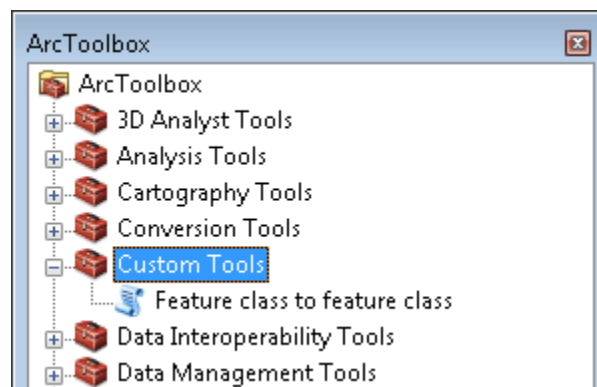 ArcToolbox
ArcToolbox
3D Analyst Tools
Analysis Tools
Cartography Tools
Conversion Tools
Custom Tools
Feature class to feature class
Data Interoperability Tools
Data Management Tools